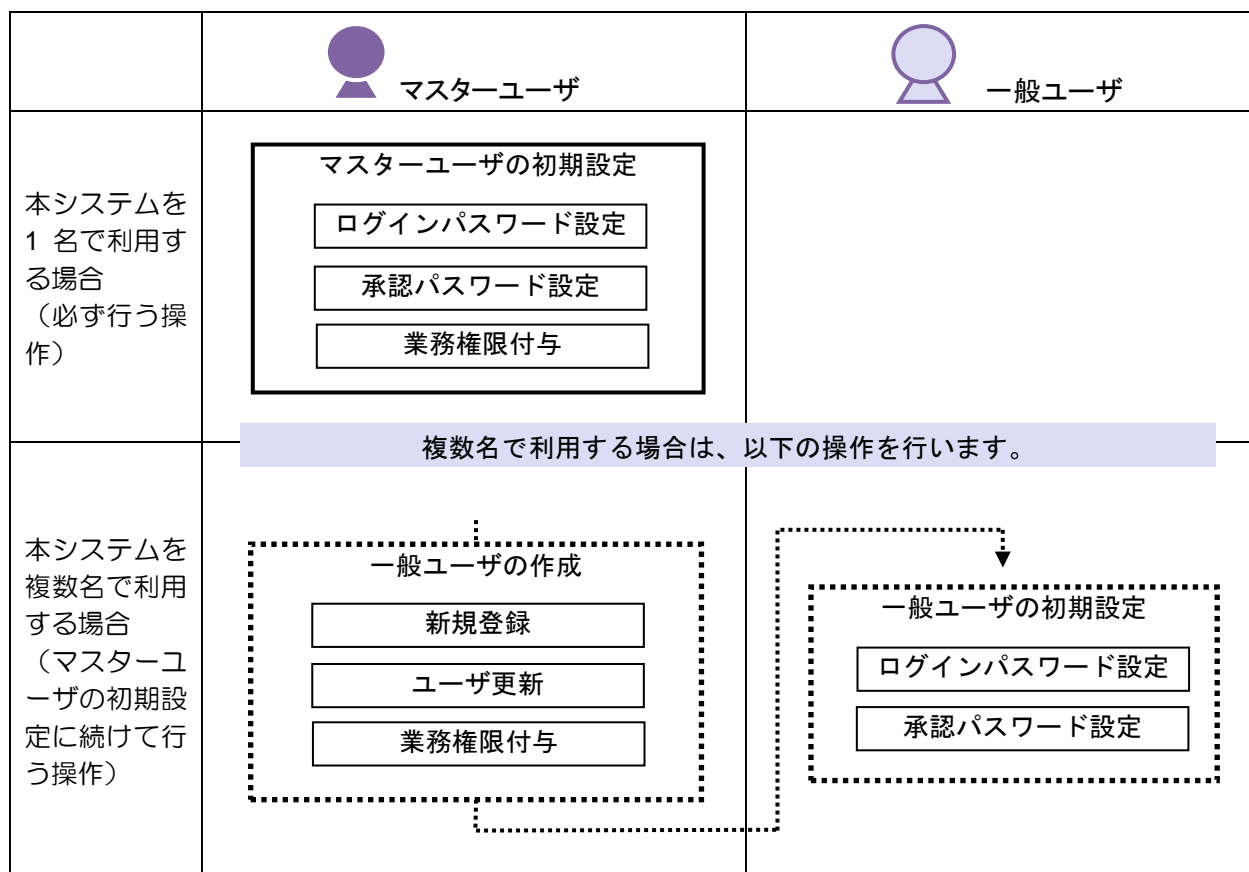 マスターユーザ
一般ユーザ
本システムを
1 名で利用す
る場合
（必ず行う操
作）
マスターユーザの初期設定
ログインパスワード設定
承認パスワード設定
業務権限付与
複数名で利用する場合は、以下の操作を行います。
本システムを
複数名で利用
する場合
（マスターユ
ーザの初期設
定に続けて行
う操作）
一般ユーザの作成
新規登録
ユーザ更新
業務権限付与
一般ユーザの初期設定
ログインパスワード設定
承認パスワード設定